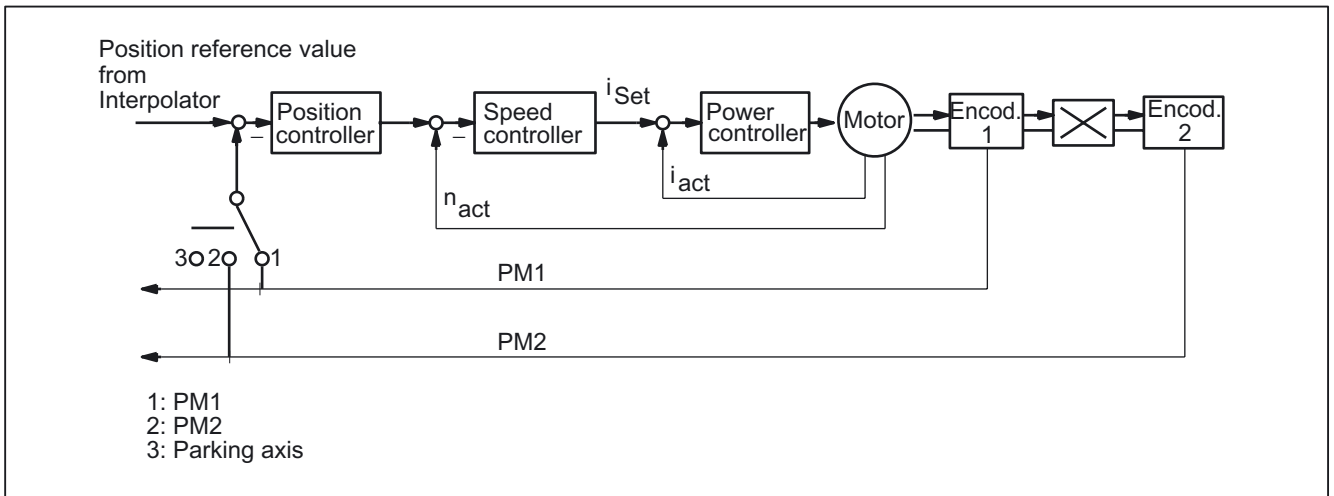 Position reference value
from
Interpolator
Position
controller
Speed
controller
iSet
Power
controller
Motor
Encod.
1
Encod.
2
–
–
iact
nact
3 2 1
PM1
PM2
1: PM1
2: PM2
3: Parking axis